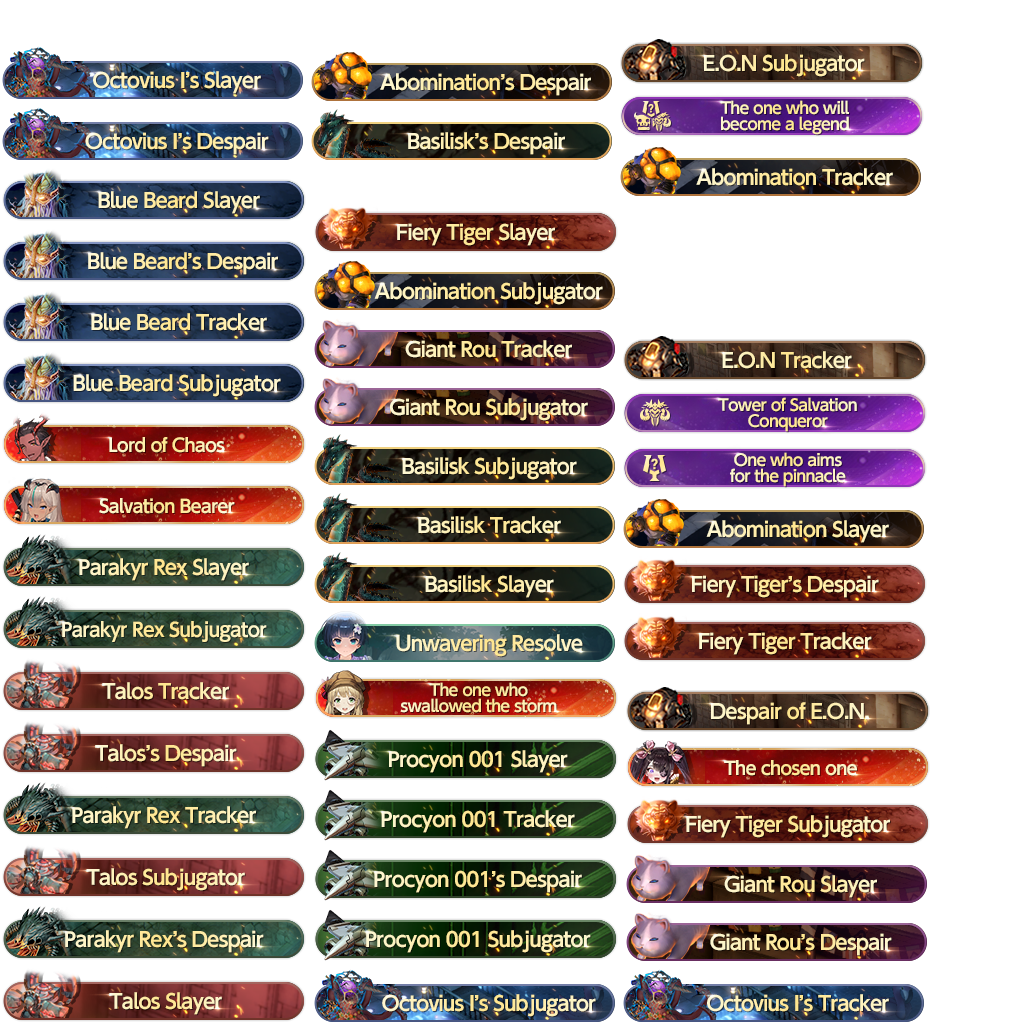 Octovius I's Slayer
Octovius I's Despair
Blue Beard Slayer
Blue Beard's Despair
Blue Beard Tracker
Blue Beard Subjugator
Lord of Chaos
Salvation Bearer
Parakyr Rex Slayer
Parakyr Rex Subjugator
Talos Tracker
Talos's Despair
Parakyr Rex Tracker
Talos Subjugator
Parakyr Rex's Despair
Talos Slayer
Abomination's Despair
Basilisk's Despair
Fiery Tiger Slayer
Abomination Subjugator
Giant Rou Tracker
Giant Rou Subjugator
Basilisk Subjugator
Basilisk Tracker
Basilisk Slayer
Unwavering Resolve
The one who
swallowed the storm
Procyon 001 Slayer
Procyon 001 Tracker
Procyon 001's Despair
Procyon 001 Subjugator
Octovius I's Subjugator
E.O.N Subjugator
The one who will
become a legend
Abomination Tracker
E.O.N Tracker
Tower of Salvation
Conqueror
One who aims
for the pinnacle
Abomination Slayer
Fiery Tiger's Despair
Fiery Tiger Tracker
Despair of E.O.N.
The chosen one
Fiery Tiger Subjugator
Giant Rou Slayer
Giant Rou's Despair
Octovius I's Tracker